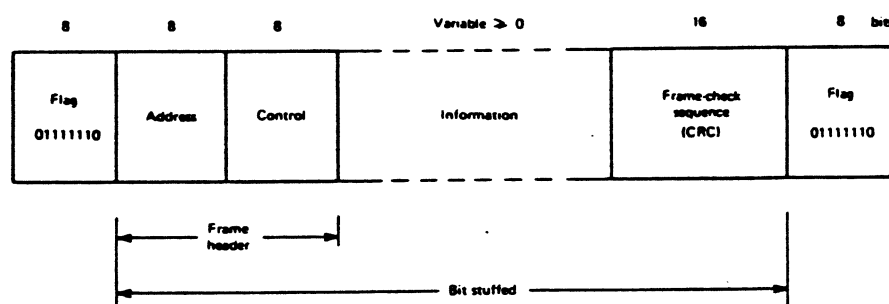 8 8 8 Variable ≥ 0 16 8
Flag
01111110
Address
Control
Information
Frame-check
sequence
(CRC)
Flag
01111110
Frame
header
Bit stuffed